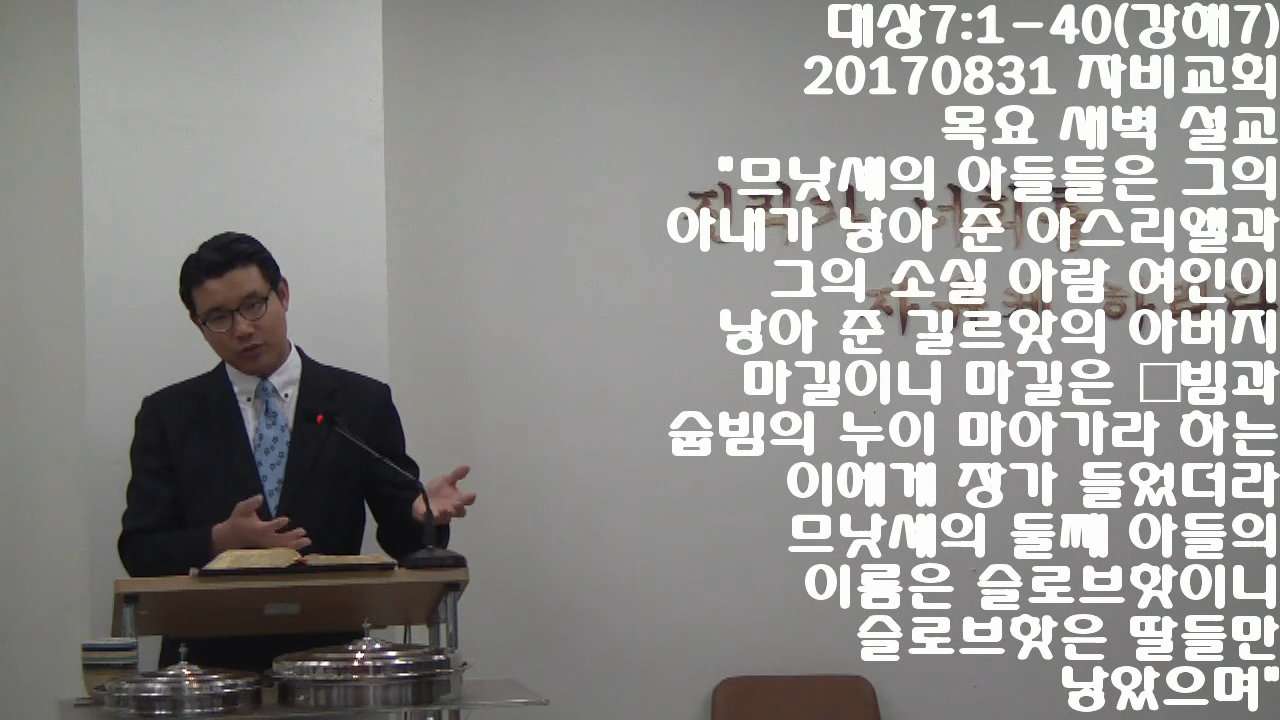 대상7:1-40(강해7)
20170831 자비교회
목요 새벽 설교
"므낫세의 아들들은 그의
아내가 낳아 준 아스리엘과
그의 소실 아람 여인이
낳아 준 길르앗의 아버지
마길이니 마길은 □빔과
숩빔의 누이 마아가라 하는
이에게 장가 들었더라
므낫세의 둘째 아들의
이름은 슬로브핫이니
슬로브핫은 딸들만
낳았으며"